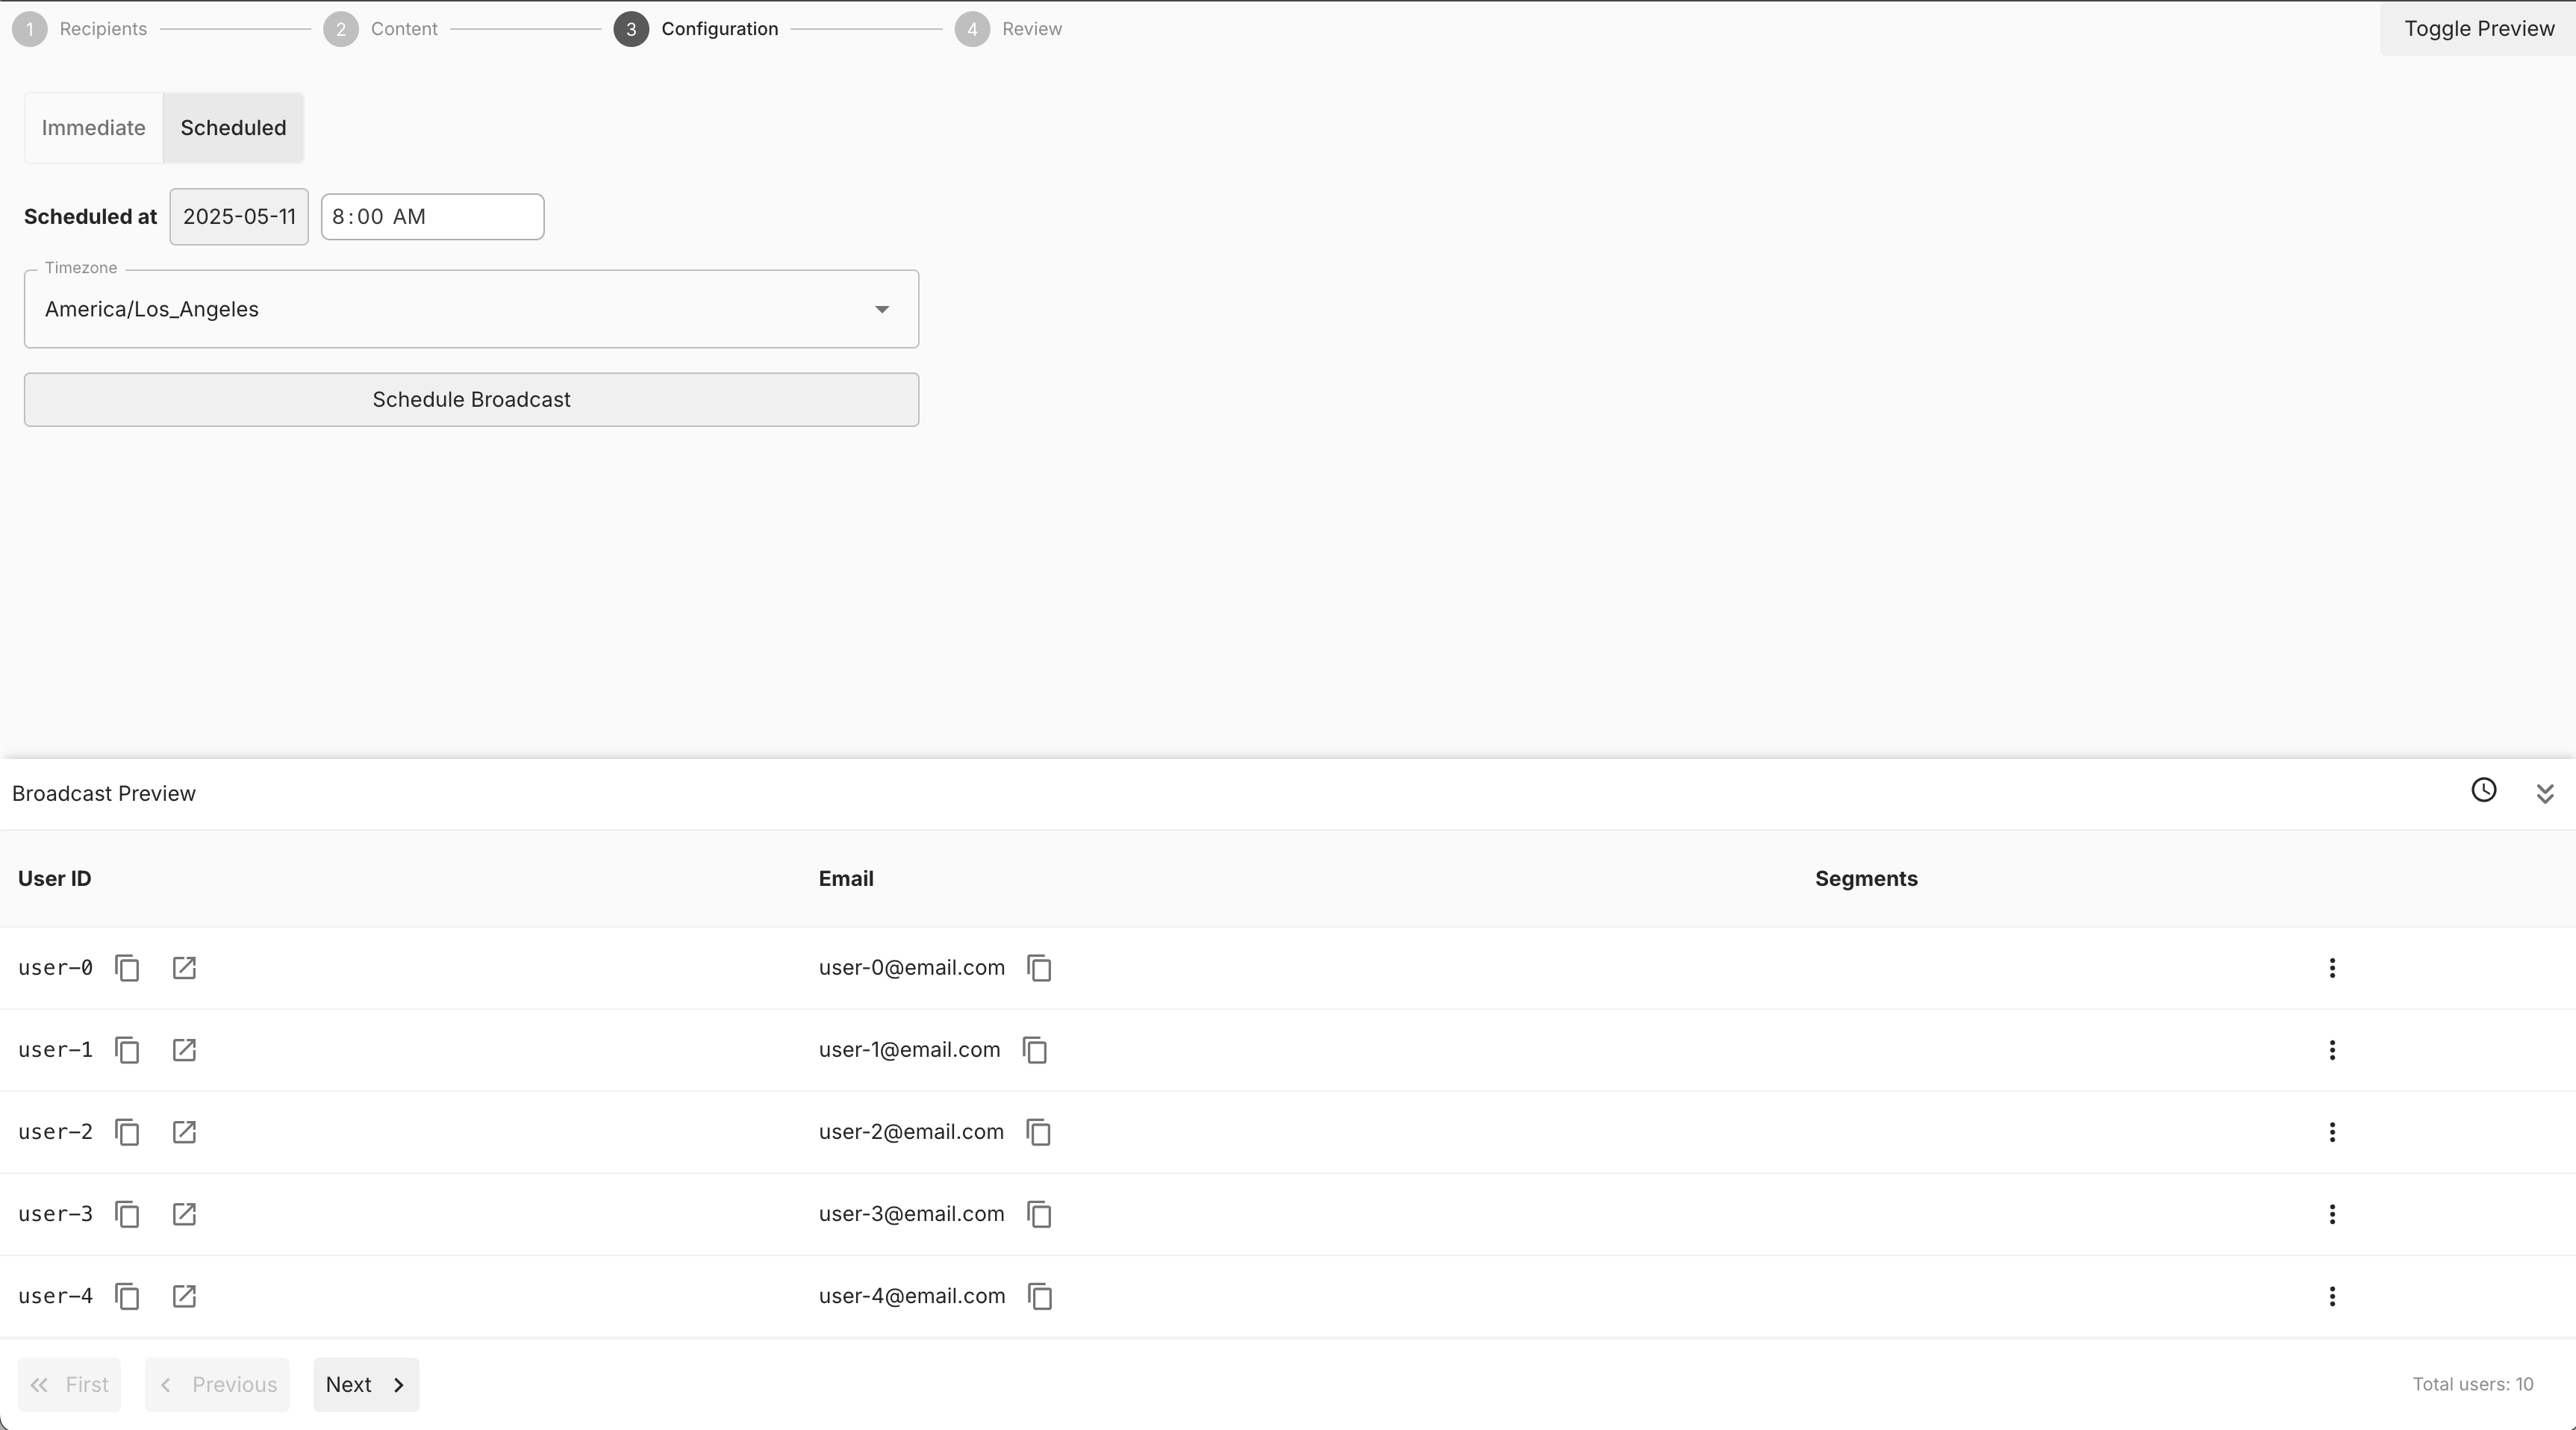 1 Recipients 2 Content 3 Configuration 4 Review Toggle Preview
Immediate Scheduled
Scheduled at 2025-05-11 8:00 AM
Timezone
America/Los_Angeles
Schedule Broadcast
Broadcast Preview
User ID Email Segments
user-0 user-0@email.com
user-1 user-1@email.com
user-2 user-2@email.com
user-3 user-3@email.com
user-4 user-4@email.com
First Previous Next Total users: 10